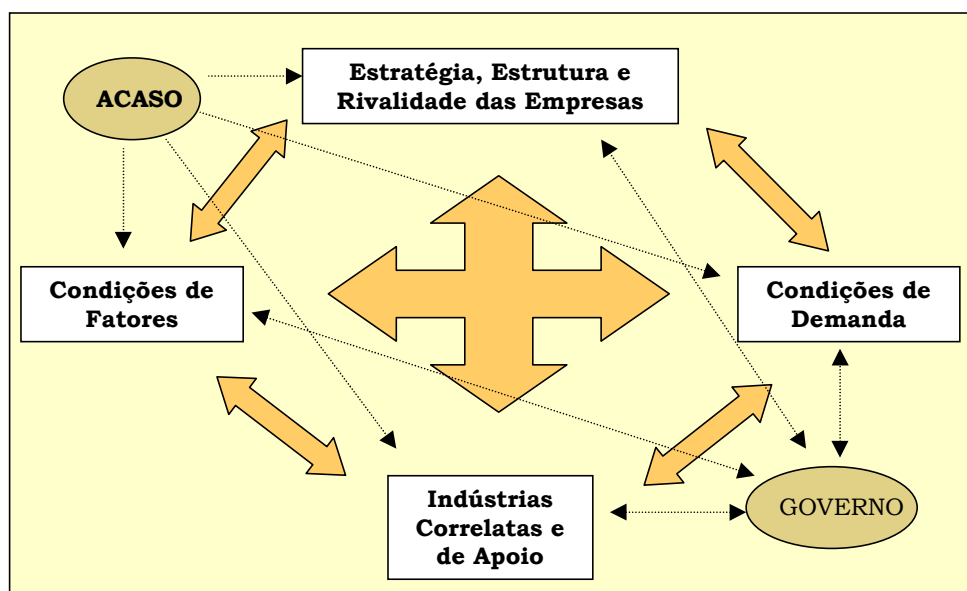 Estratégia, Estrutura e
Rivalidade das Empresas
ACASO
Condições de
Fatores
Condições de
Demanda
Indústrias
Correlatas e
de Apoio
GOVERNO